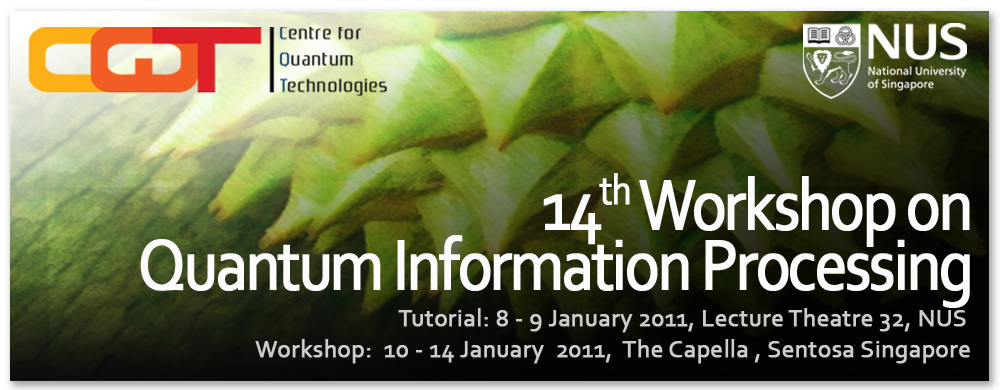 CQT
Centre for
Quantum
Technologies
NUS
National University
of Singapore
14th Workshop on
Quantum Information Processing
Tutorial: 8 - 9 January 2011, Lecture Theatre 32, NUS
Workshop: 10 - 14 January 2011, The Capella , Sentosa Singapore